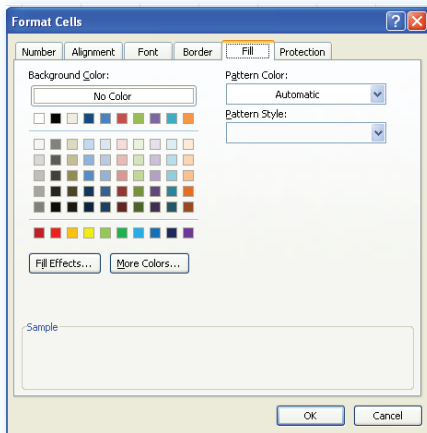 Format Cells
Number Alignment Font Border Fill Protection
Background Color:
No Color
Pattern Color:
Automatic
Pattern Style:
Fill Effects...
More Colors...
Sample
OK
Cancel